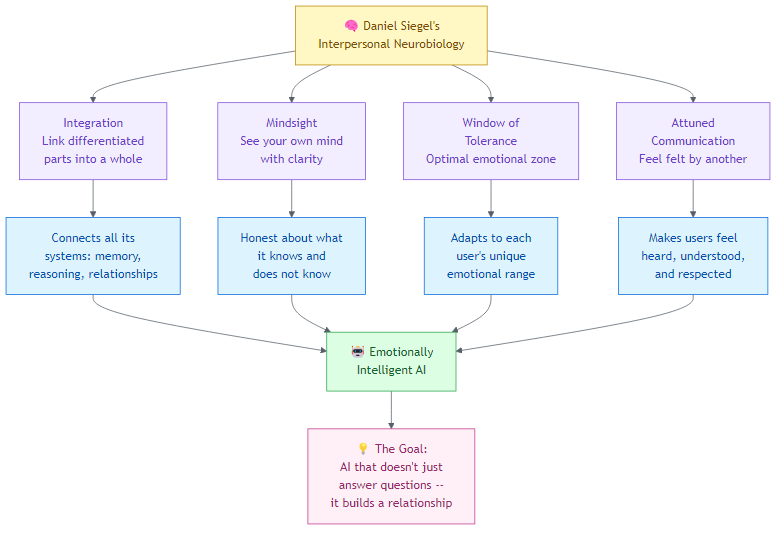 🧠 Daniel Siegel's
Interpersonal Neurobiology
Integration
Link differentiated
parts into a whole
Mindsight
See your own mind
with clarity
Window of
Tolerance
Optimal emotional zone
Attuned
Communication
Feel felt by another
Connects all its
systems: memory,
reasoning, relationships
Honest about what
it knows and
does not know
Adapts to each
user's unique
emotional range
Makes users feel
heard, understood,
and respected
🤖 Emotionally
Intelligent AI
💡 The Goal:
AI that doesn't just
answer questions --
it builds a relationship